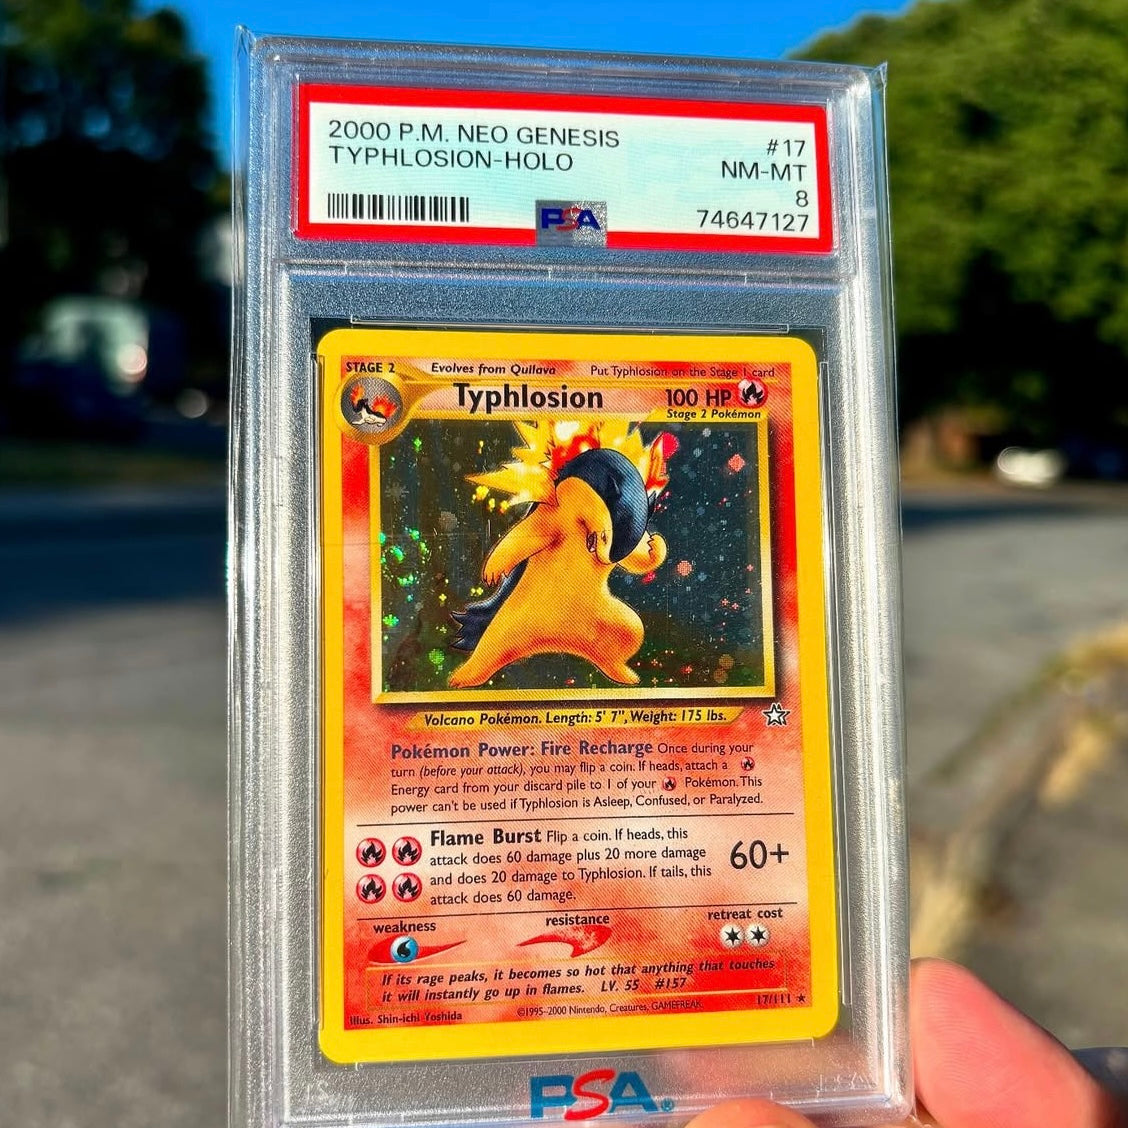 2000 P.M. NEO GENESIS #17
TYPHLOSION-HOLO NM-MT
8
PSA 74647127
STAGE 2 Evolves from Quilava Put Typhlosion on the Stage 1 card
Typhlosion 100 HP
Stage 2 Pokémon
Volcano Pokémon. Length: 5' 7", Weight: 175 lbs.
Pokémon Power: Fire Recharge Once during your
turn (before your attack), you may flip a coin. If heads, attach a
Energy card from your discard pile to 1 of your Pokémon. This
power can't be used if Typhlosion is Asleep, Confused, or Paralyzed.
Flame Burst Flip a coin. If heads, this
attack does 60 damage plus 20 more damage 60+
and does 20 damage to Typhlosion. If tails, this
attack does 60 damage.
weakness resistance retreat cost
If its rage peaks, it becomes so hot that anything that touches
it will instantly go up in flames. LV. 55 #157
Illus. Shin-ichi Yoshida ©1995-2000 Nintendo, Creatures, GAMEFREAK. 17/111 ★
PSA®